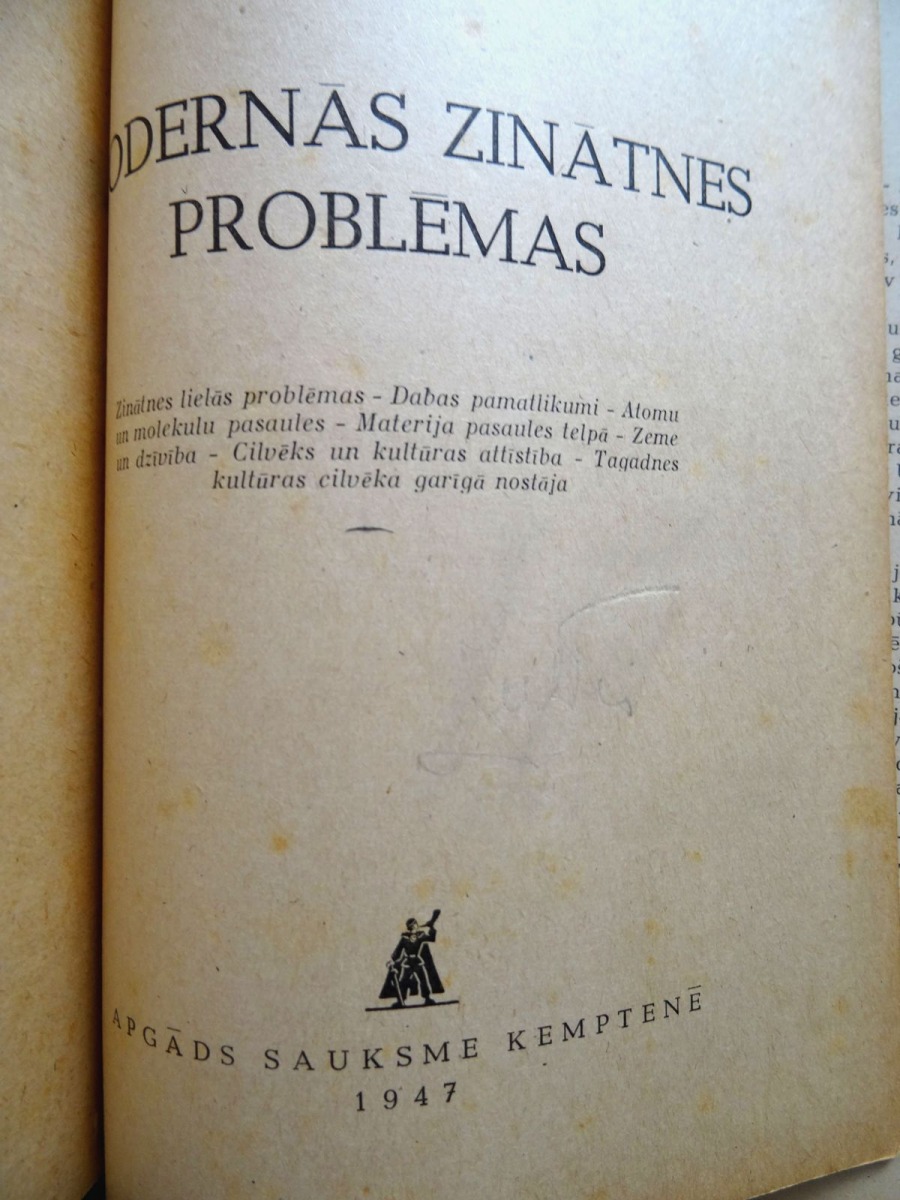 ODERNĀS ZINĀTNES
PROBLĒMAS
Zinātnes lielās problēmas – Dabas pamatlikumi – Atomu
un molekulu pasaules – Materija pasaules telpā – Zeme
un dzīvība – Cilvēks un kultūras attīstība – Tagadnes
kultūras cilvēka garīgā nostāja
APGĀDS SAUKSME KEMPTENĒ
1947